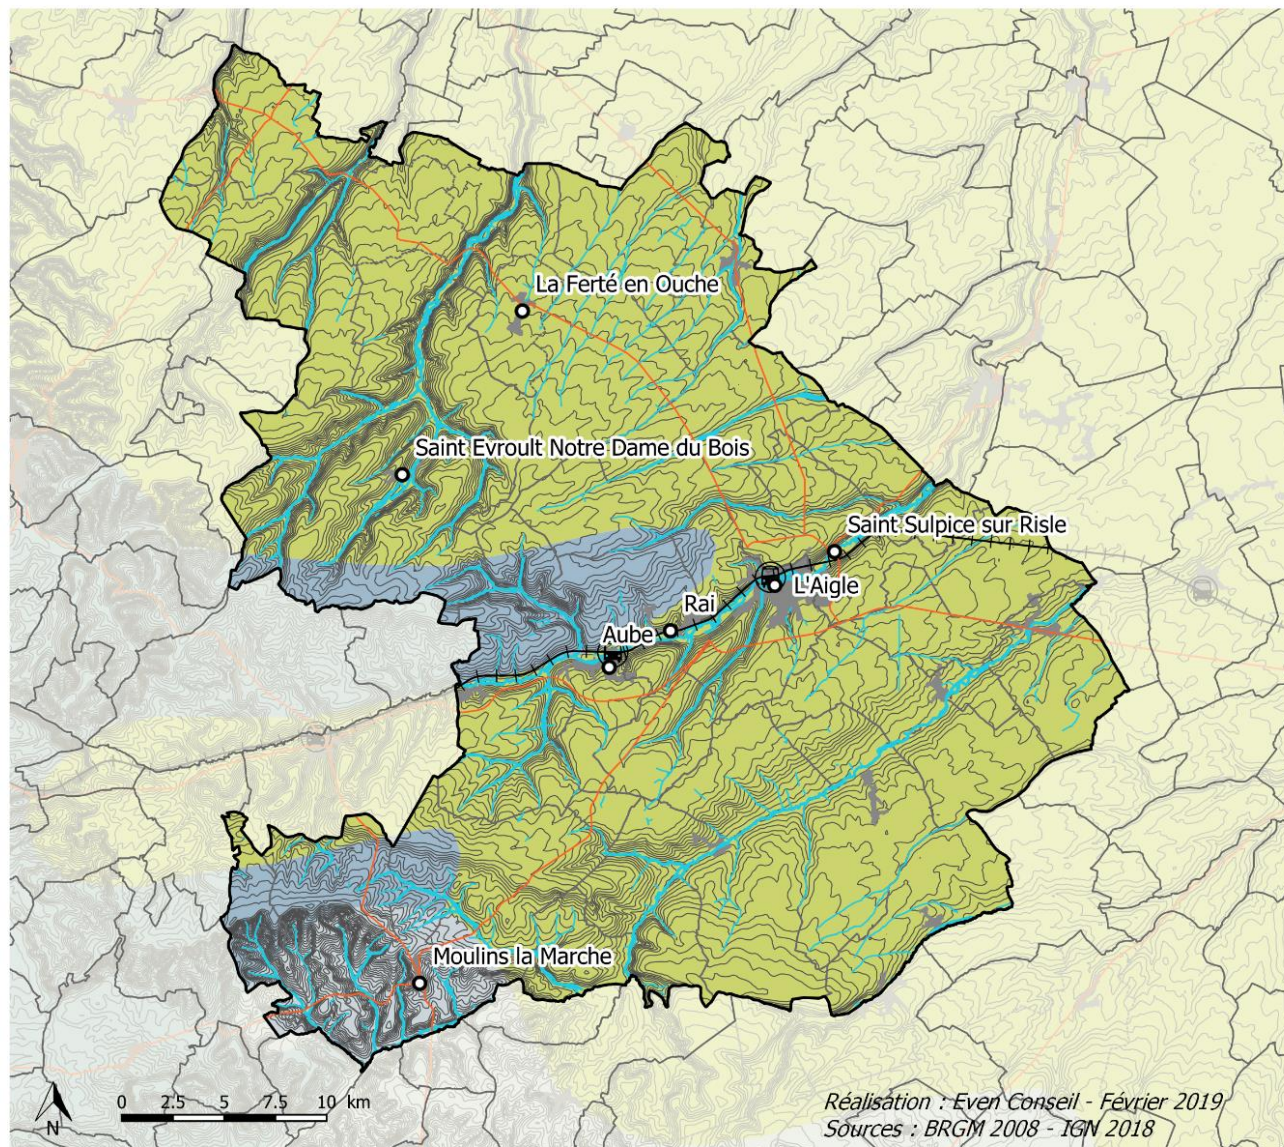 La Ferté en Ouche
Saint Evroult Notre Dame du Bois
Saint Sulpice sur Risle
L'Aigle
Rai
Aube
Moulins la Marche
N
0 2.5 5 7.5 10 km
Réalisation : Even Conseil - Février 2019
Sources : BRGM 2008 - IGN 2018